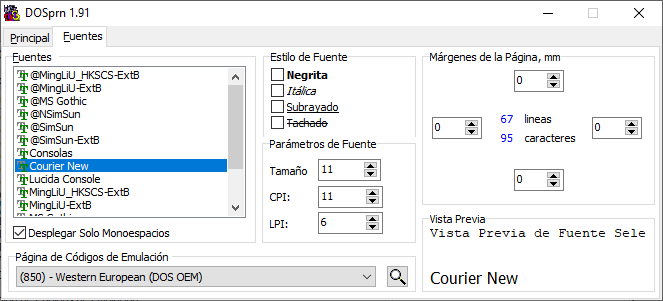 DOSprn 1.91
Principal
Fuentes
Fuentes
@MingLiU_HKSCS-ExtB
@MingLiU-ExtB
@MS Gothic
@NSimSun
@SimSun
@SimSun-ExtB
Consolas
Courier New
Lucida Console
MingLiU_HKSCS-ExtB
MingLiU-ExtB
MS Gothic
Desplegar Solo Monoespacios
Estilo de Fuente
Negrita
Itálica
Subrayado
Tachado
Parámetros de Fuente
Tamaño 11
CPI: 11
LPI: 6
Márgenes de la Página, mm
0
0 67 lineas 0
95 caracteres
0
Página de Códigos de Emulación
(850) - Western European (DOS OEM)
Vista Previa
Vista Previa de Fuente Sele
Courier New